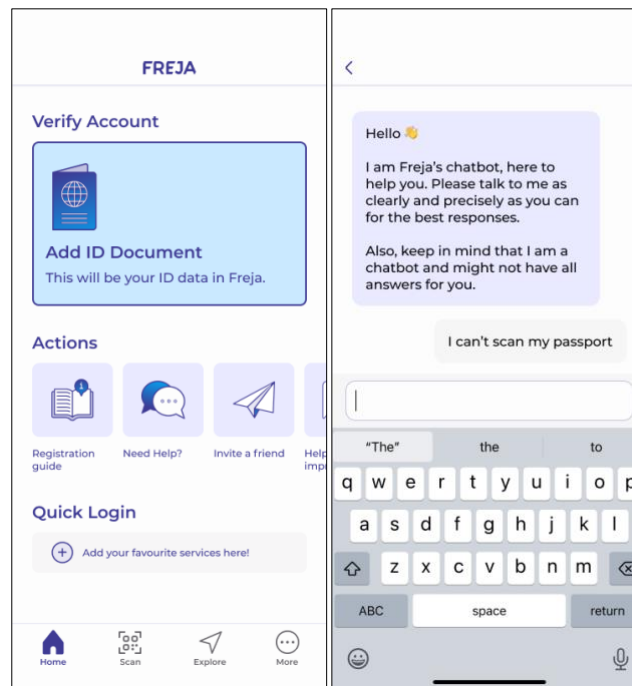 FREJA
Verify Account
Add ID Document
This will be your ID data in Freja.
Actions
Registration
guide
Need Help?
Invite a friend
Help
Quick Login
Add your favourite services here!
Home
Scan
Explore
More
Hello 👋
I am Freja's chatbot, here to
help you. Please talk to me as
clearly and precisely as you can
for the best responses.
Also, keep in mind that I am a
chatbot and might not have all
answers for you.
I can't scan my passport
"The"
the
to
q w e r t y u i o p
a s d f g h j k l
z x c v b n m
ABC
space
return